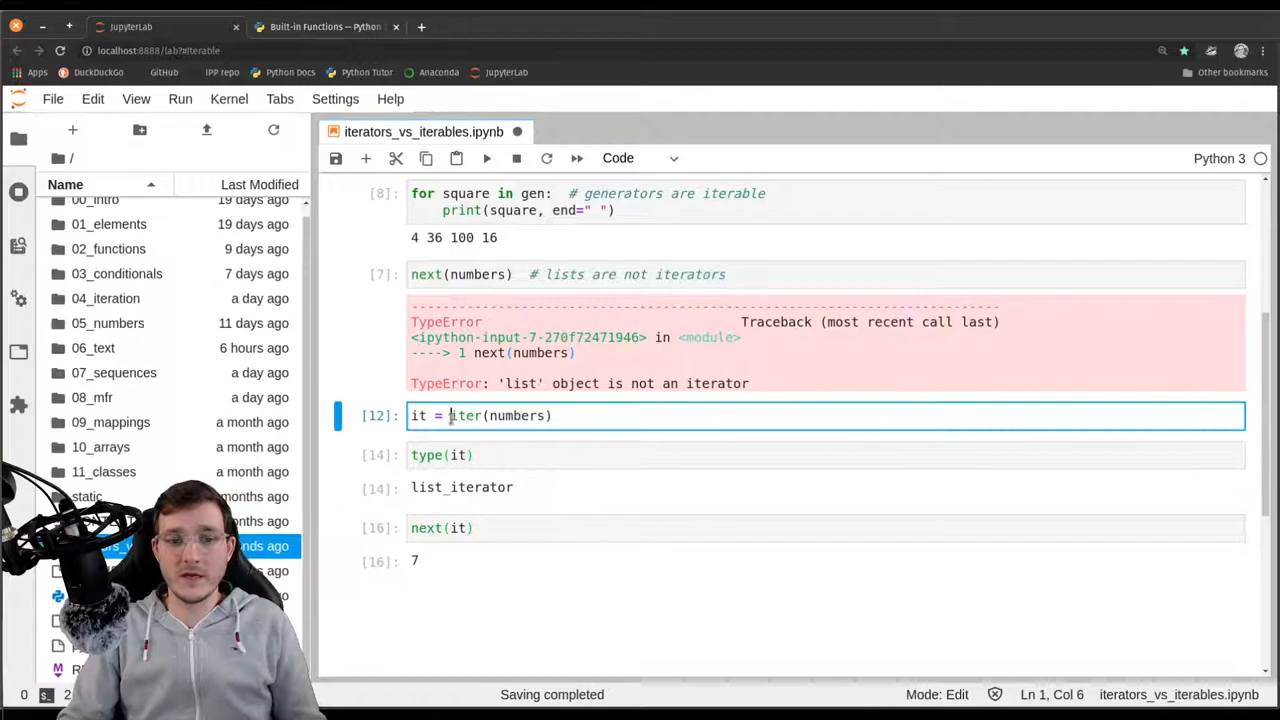 JupyterLab
Built-in Functions — Python
localhost:8888/lab?#Iterable
Apps DuckDuckGo GitHub IPP repo Python Docs Python Tutor Anaconda JupyterLab Other bookmarks
File Edit View Run Kernel Tabs Settings Help
iterators_vs_iterables.ipynb
Code
Python 3
/
Name Last Modified
00_intro 19 days ago
01_elements 19 days ago
02_functions 9 days ago
03_conditionals 7 days ago
04_iteration a day ago
05_numbers 11 days ago
06_text 6 hours ago
07_sequences a day ago
08_mfr a day ago
09_mappings a month ago
10_arrays a month ago
11_classes a month ago
static months ago
ago
ago
ago
ago
[8]: for square in gen:  # generators are iterable
print(square, end=" ")
4 36 100 16
[7]: next(numbers)  # lists are not iterators
---------------------------------------------------------------------------
TypeError Traceback (most recent call last)
<ipython-input-7-270f72471946> in <module>
----> 1 next(numbers)
TypeError: 'list' object is not an iterator
[12]: it = iter(numbers)
[14]: type(it)
[14]: list_iterator
[16]: next(it)
[16]: 7
0 $_ 2 Saving completed Mode: Edit Ln 1, Col 6 iterators_vs_iterables.ipynb